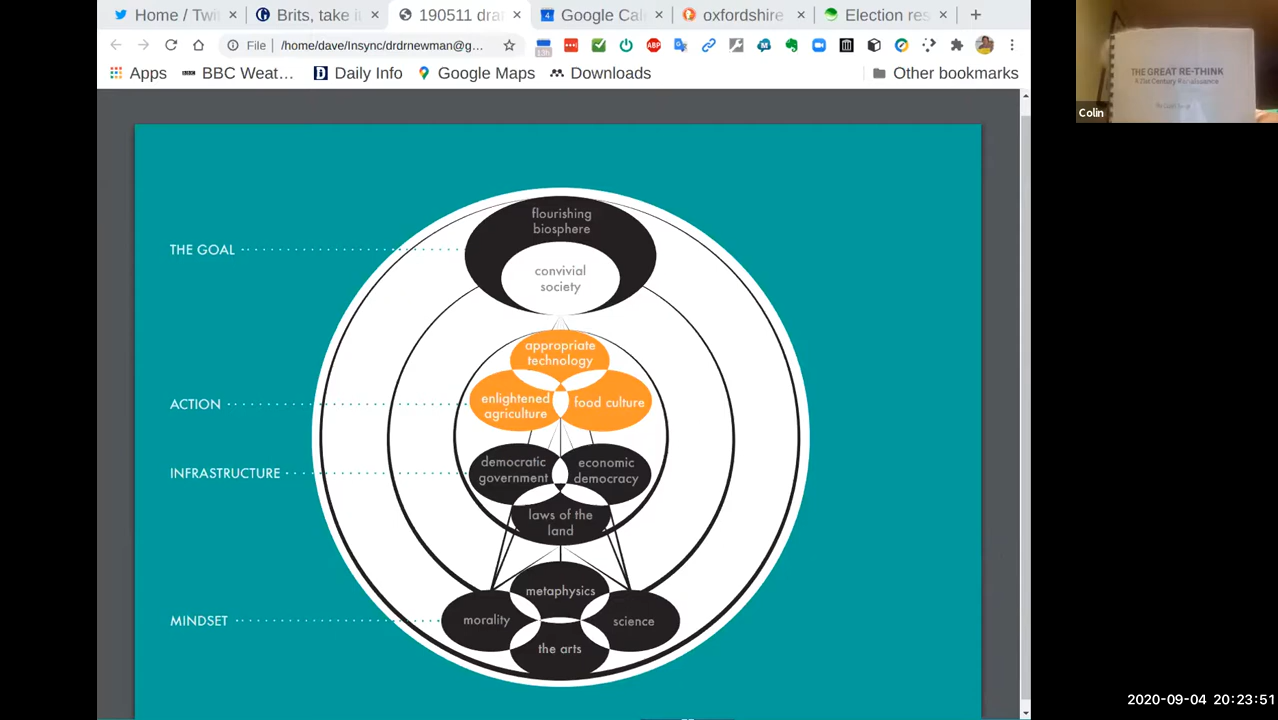 Home / Twi
Brits, take i
190511 dra
Google Cal
oxfordshire
Election res
File
/home/dave/Insync/drdrnewman@g...
Apps
BBC Weat...
Daily Info
Google Maps
Downloads
Other bookmarks
THE GREAT RE-THINK
Colin
flourishing
biosphere
THE GOAL
convivial
society
appropriate
technology
ACTION
enlightened
agriculture
food culture
INFRASTRUCTURE
democratic
government
economic
democracy
laws of the
land
MINDSET
metaphysics
morality
science
the arts
2020-09-04 20:23:51